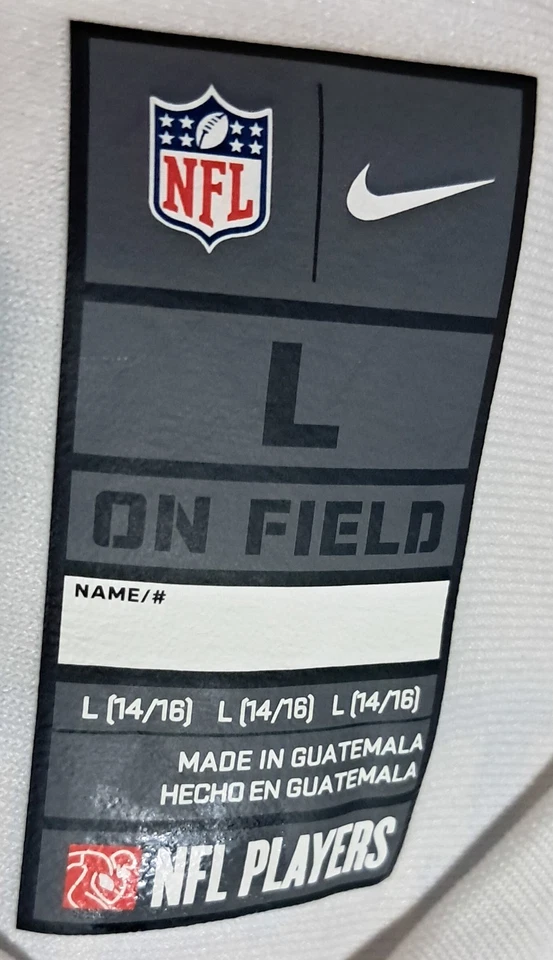 NFL
L
ON FIELD
NAME/#
L (14/16) L (14/16) L (14/16)
MADE IN GUATEMALA
HECHO EN GUATEMALA
NFL PLAYERS